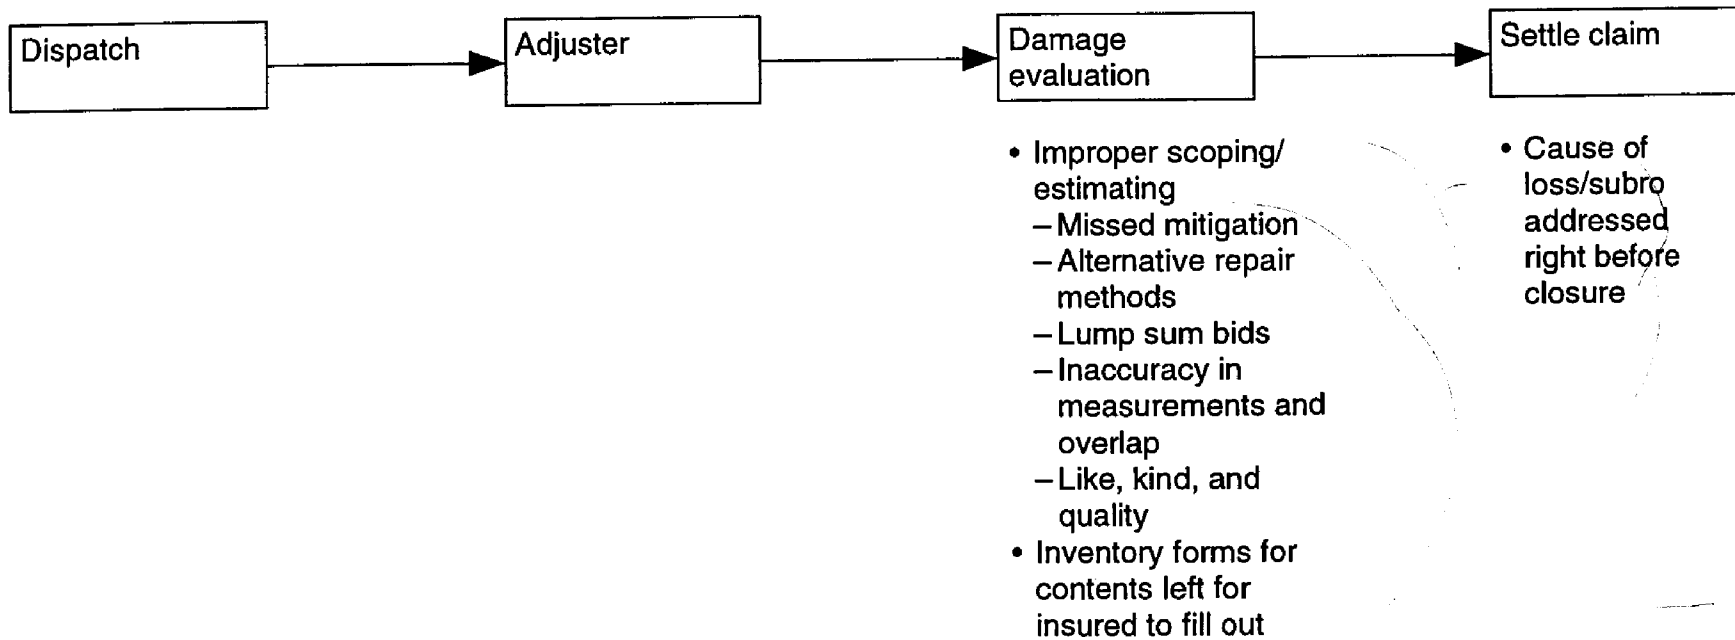 Dispatch
Adjuster
Damage
evaluation
Settle claim
• Improper scoping/
estimating
– Missed mitigation
– Alternative repair
methods
– Lump sum bids
– Inaccuracy in
measurements and
overlap
– Like, kind, and
quality
• Inventory forms for
contents left for
insured to fill out
• Cause of
loss/subro
addressed
right before
closure